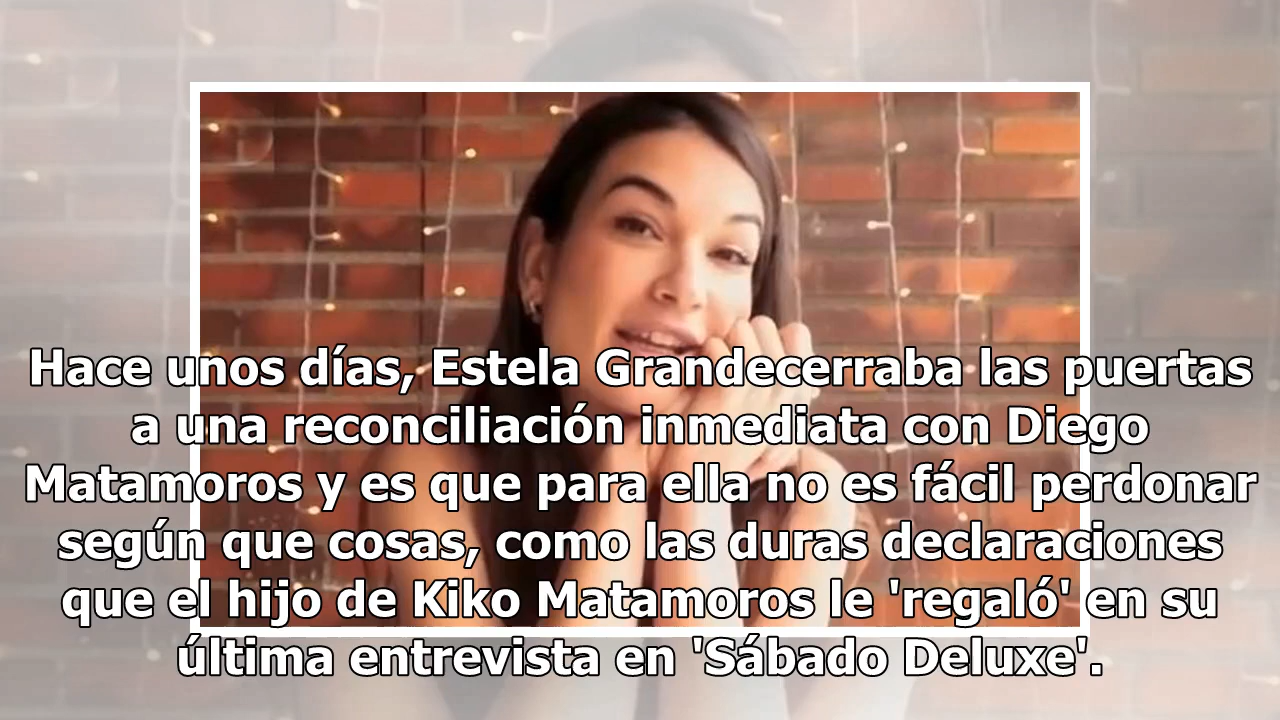 Hace unos días, Estela Grandecerraba las puertas
a una reconciliación inmediata con Diego
Matamoros y es que para ella no es fácil perdonar
según que cosas, como las duras declaraciones
que el hijo de Kiko Matamoros le 'regaló' en su
última entrevista en 'Sábado Deluxe'.